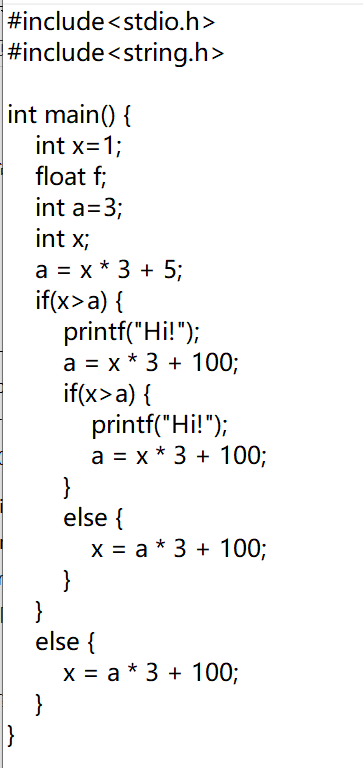 #include<stdio.h>
#include<string.h>

int main() {
    int x=1;
    float f;
    int a=3;
    int x;
    a = x * 3 + 5;
    if(x>a) {
        printf("Hi!");
        a = x * 3 + 100;
        if(x>a) {
            printf("Hi!");
            a = x * 3 + 100;
        }
        else {
            x = a * 3 + 100;
        }
    }
    else {
        x = a * 3 + 100;
    }
}